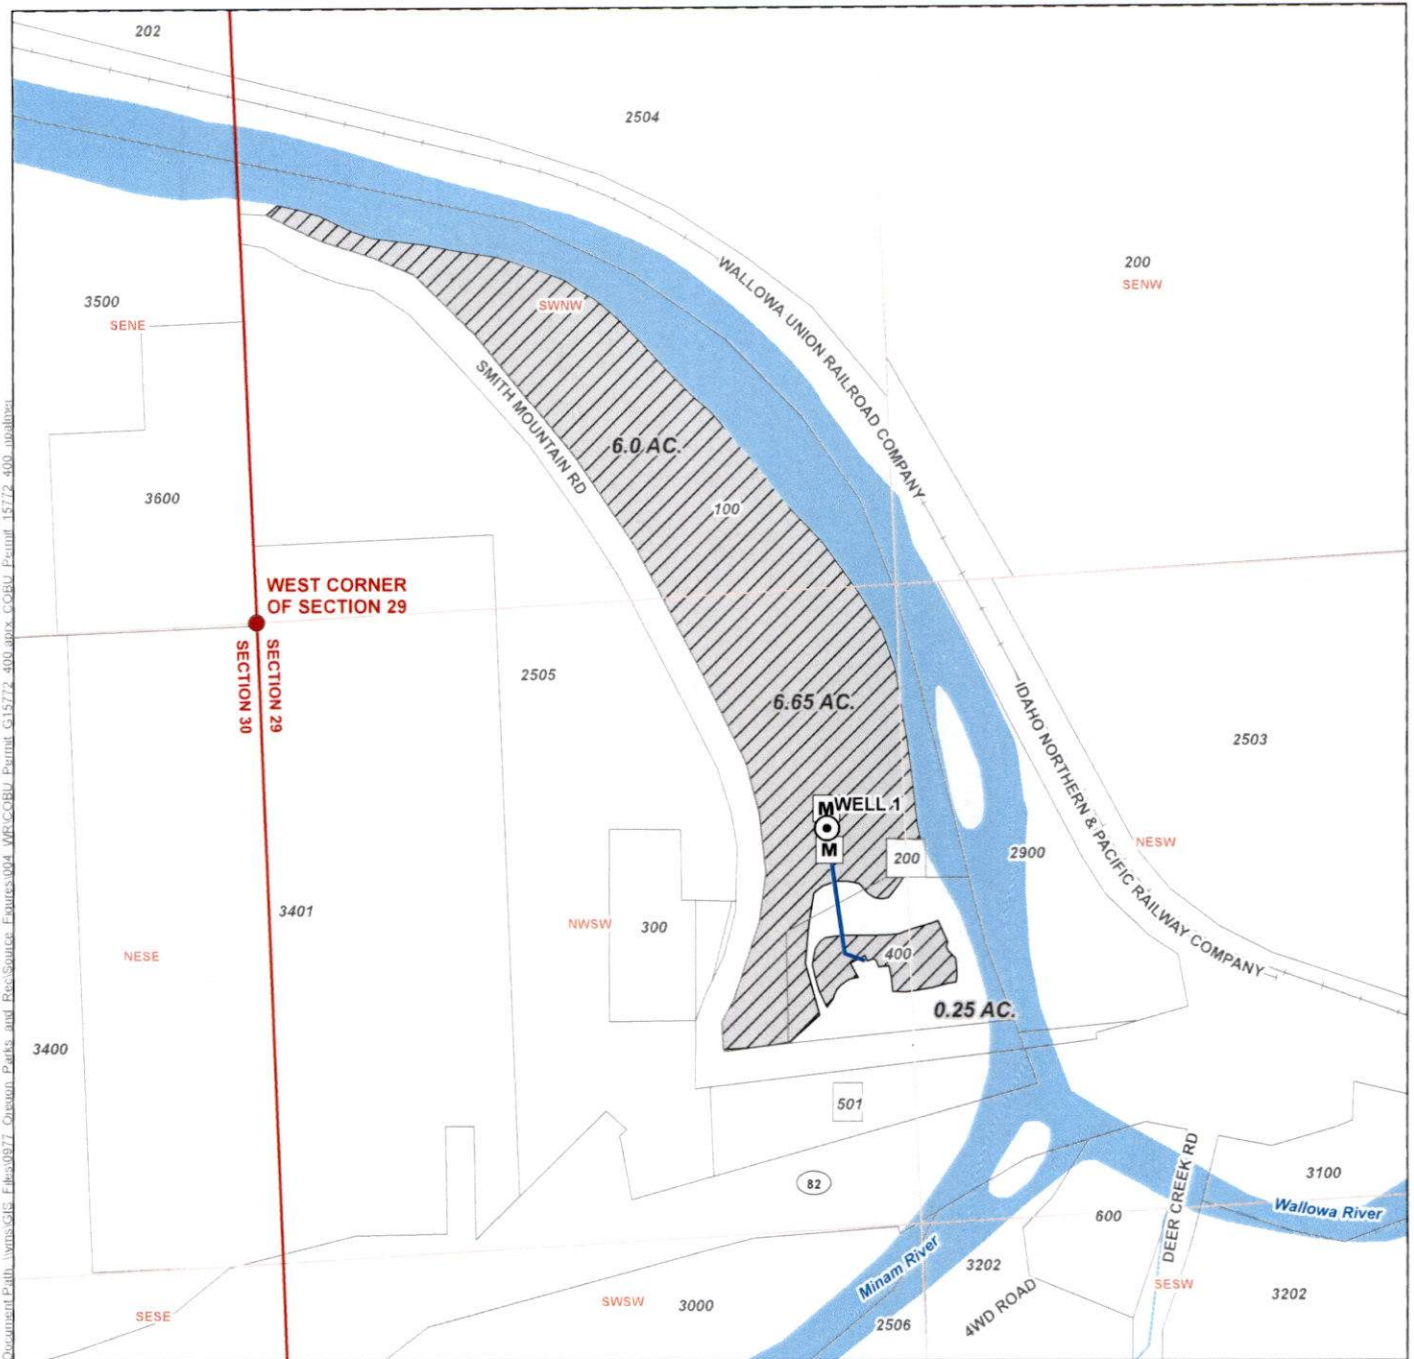 202
2504
WALLOWA UNION RAILROAD COMPANY
200
SENW
3500
SENE
SWNW
SMITH MOUNTAIN RD
6.0 AC.
100
3600
WEST CORNER
OF SECTION 29
SECTION 30
SECTION 29
2505
6.65 AC.
IDAHO NORTHERN & PACIFIC RAILWAY COMPANY
2503
M
WELL 1
M
200
2900
NESW
3401
NWSW
300
NESE
400
0.25 AC.
3400
501
82
DEER CREEK RD
3100
Wallowa River
600
Minam River
3202
4WD ROAD
SESW
3202
SESE
SWSW
3000
2506